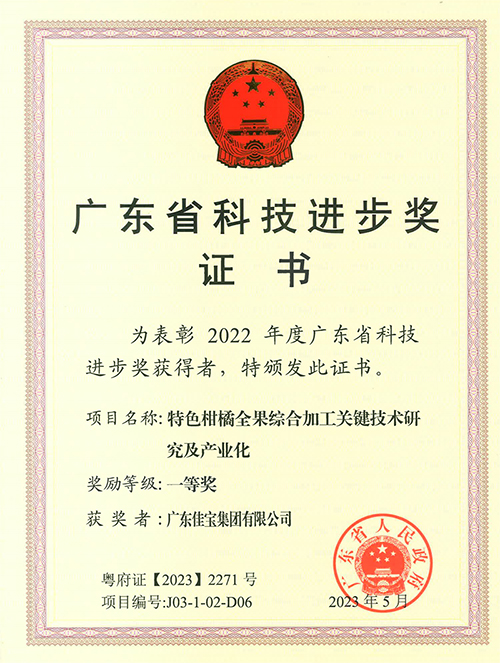 广东省科技进步奖
证 书
为表彰 2022 年度广东省科技
进步奖获得者，特颁发此证书。
项目名称：特色柑橘全果综合加工关键技术研
究及产业化
奖励等级：一等奖
获 奖 者：广东佳宝集团有限公司
广东省人民政府
粤府证【2023】2271 号
项目编号:J03-1-02-D06
2023 年 5 月